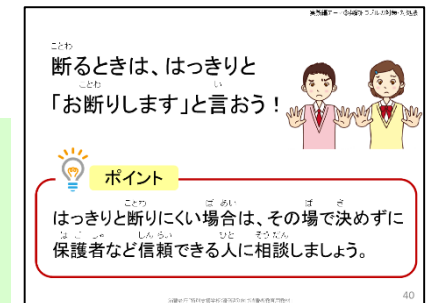 断るときは、はっきりと
「お断りします」と言おう！
ポイント
はっきりと断りにくい場合は、その場で決めずに
保護者など信頼できる人に相談しましょう。
40